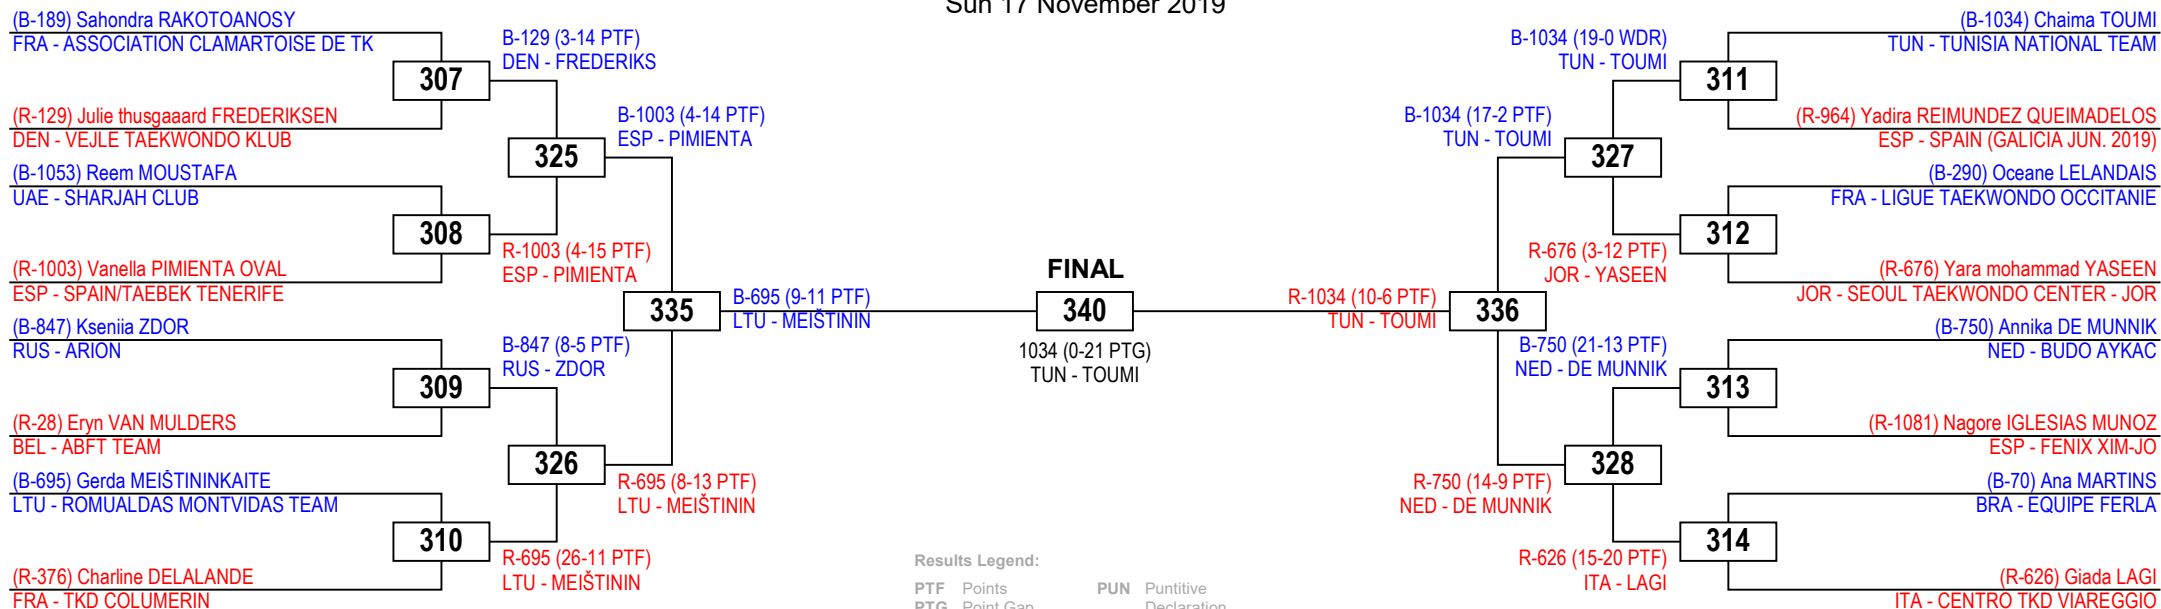 Sun 17 November 2019
(B-189) Sahondra RAKOTOANOSY
FRA - ASSOCIATION CLAMARTOISE DE TK
307
(R-129) Julie thusgaaard FREDERIKSEN
DEN - VEJLE TAEKWONDO KLUB
(B-1053) Reem MOUSTAFA
UAE - SHARJAH CLUB
308
(R-1003) Vanella PIMIENTA OVAL
ESP - SPAIN/TAEBEK TENERIFE
(B-847) Kseniia ZDOR
RUS - ARION
309
(R-28) Eryn VAN MULDERS
BEL - ABFT TEAM
(B-695) Gerda MEIŠTININKAITE
LTU - ROMUALDAS MONTVIDAS TEAM
310
(R-376) Charline DELALANDE
FRA - TKD COLUMERIN
B-129 (3-14 PTF)
DEN - FREDERIKS
325
R-1003 (4-15 PTF)
ESP - PIMIENTA
B-847 (8-5 PTF)
RUS - ZDOR
326
R-695 (26-11 PTF)
LTU - MEIŠTININ
B-1003 (4-14 PTF)
ESP - PIMIENTA
335
R-695 (8-13 PTF)
LTU - MEIŠTININ
B-695 (9-11 PTF)
LTU - MEIŠTININ
FINAL
340
1034 (0-21 PTG)
TUN - TOUMI
R-1034 (10-6 PTF)
TUN - TOUMI
B-1034 (17-2 PTF)
TUN - TOUMI
336
R-750 (14-9 PTF)
NED - DE MUNNIK
B-1034 (19-0 WDR)
TUN - TOUMI
327
R-676 (3-12 PTF)
JOR - YASEEN
B-750 (21-13 PTF)
NED - DE MUNNIK
328
R-626 (15-20 PTF)
ITA - LAGI
(B-1034) Chaima TOUMI
TUN - TUNISIA NATIONAL TEAM
311
(R-964) Yadira REIMUNDEZ QUEIMADELOS
ESP - SPAIN (GALICIA JUN. 2019)
(B-290) Oceane LELANDAIS
FRA - LIGUE TAEKWONDO OCCITANIE
312
(R-676) Yara mohammad YASEEN
JOR - SEOUL TAEKWONDO CENTER - JOR
(B-750) Annika DE MUNNIK
NED - BUDO AYKAC
313
(R-1081) Nagore IGLESIAS MUNOZ
ESP - FENIX XIM-JO
(B-70) Ana MARTINS
BRA - EQUIPE FERLA
314
(R-626) Giada LAGI
ITA - CENTRO TKD VIAREGGIO
Results Legend:
PTF Points PUN Puntitive
PTG Point Gap Declaration